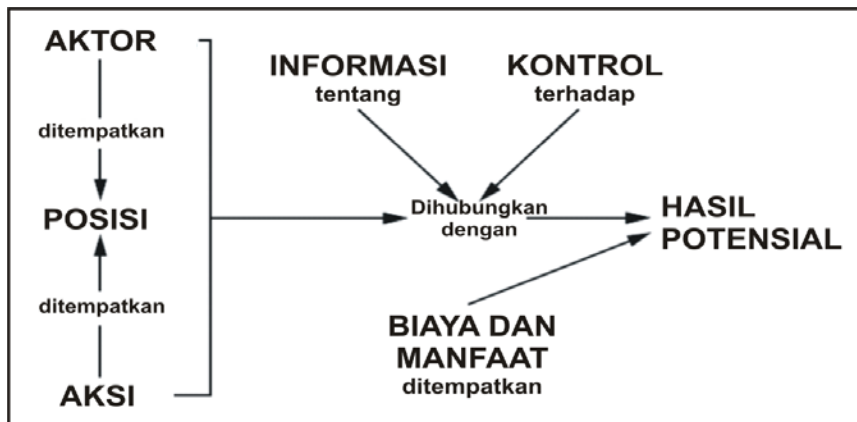 AKTOR
ditempatkan
POSISI
ditempatkan
AKSI
INFORMASI
tentang
KONTROL
terhadap
Dihubungkan
dengan
BIAYA DAN
MANFAAT
ditempatkan
HASIL
POTENSIAL